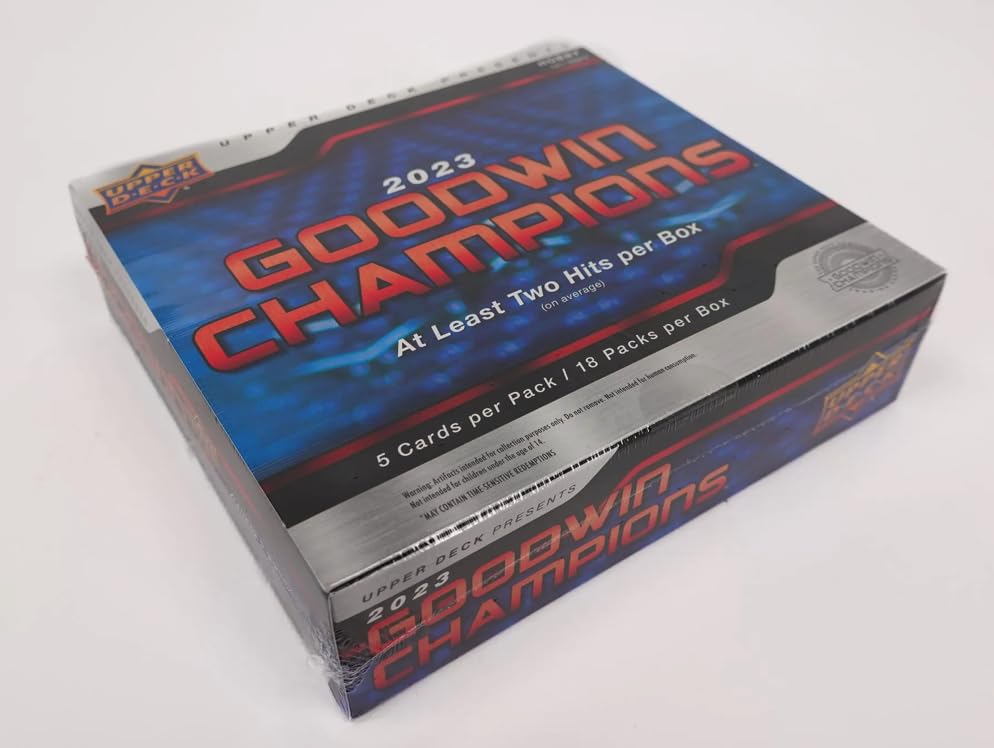 UPPER DECK PRESENTS
HOBBY
UPPER
D·E·C·K
2023
GOODWIN
CHAMPIONS
At Least Two Hits per Box
(on average)
5 Cards per Pack / 18 Packs per Box
Warning: Artifacts intended for collection purposes only. Do not remove. Not intended for human consumption.
Not intended for children under the age of 14.
*MAY CONTAIN TIME-SENSITIVE REDEMPTIONS
UPPER DECK PRESENTS
2023
GOODWIN
CHAMPIONS
UPPER
DECK